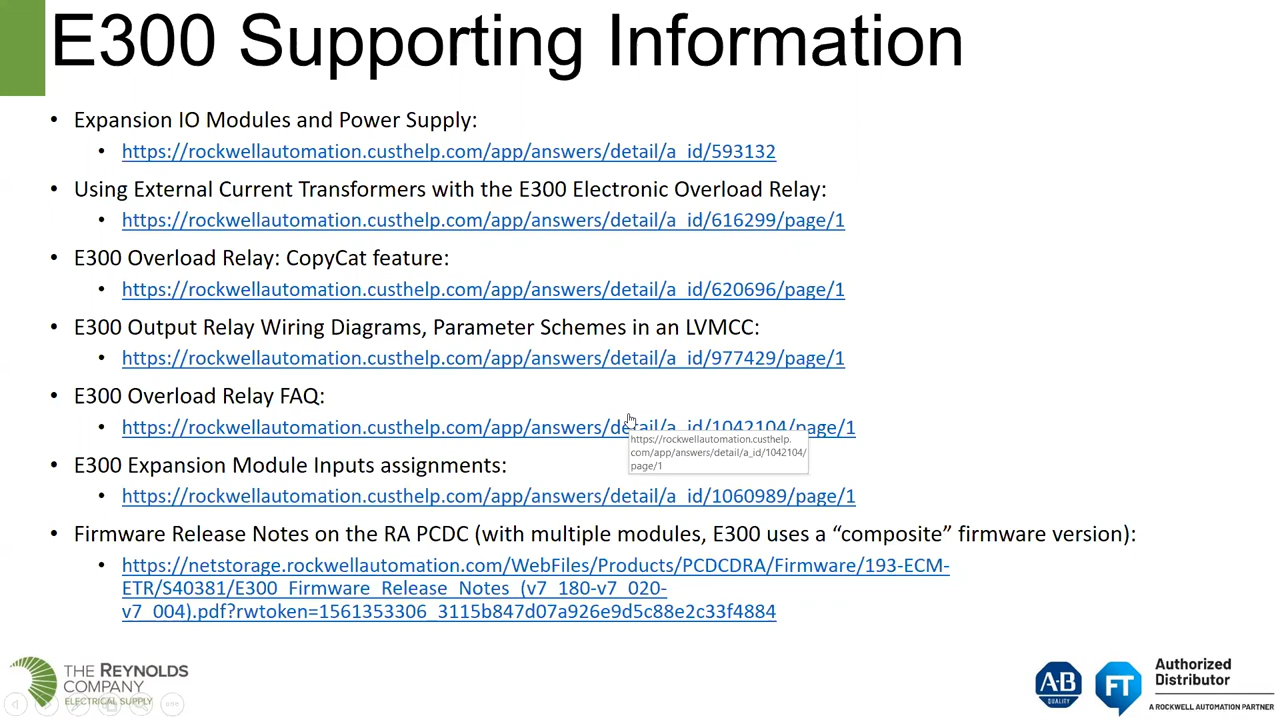 E300 Supporting Information
• Expansion IO Modules and Power Supply:
• https://rockwellautomation.custhelp.com/app/answers/detail/a_id/593132
• Using External Current Transformers with the E300 Electronic Overload Relay:
• https://rockwellautomation.custhelp.com/app/answers/detail/a_id/616299/page/1
• E300 Overload Relay: CopyCat feature:
• https://rockwellautomation.custhelp.com/app/answers/detail/a_id/620696/page/1
• E300 Output Relay Wiring Diagrams, Parameter Schemes in an LVMCC:
• https://rockwellautomation.custhelp.com/app/answers/detail/a_id/977429/page/1
• E300 Overload Relay FAQ:
• https://rockwellautomation.custhelp.com/app/answers/detail/a_id/1042104/page/1
https://rockwellautomation.custhelp.
com/app/answers/detail/a_id/1042104/
page/1
• E300 Expansion Module Inputs assignments:
• https://rockwellautomation.custhelp.com/app/answers/detail/a_id/1060989/page/1
• Firmware Release Notes on the RA PCDC (with multiple modules, E300 uses a “composite” firmware version):
• https://netstorage.rockwellautomation.com/WebFiles/Products/PCDCDRA/Firmware/193-ECM-
ETR/S40381/E300_Firmware_Release_Notes_(v7_180-v7_020-
v7_004).pdf?rwtoken=1561353306_3115b847d07a926e9d5c88e2c33f4884
THE REYNOLDS
COMPANY
ELECTRICAL SUPPLY
A-B
QUALITY
FT
Authorized
Distributor
A ROCKWELL AUTOMATION PARTNER